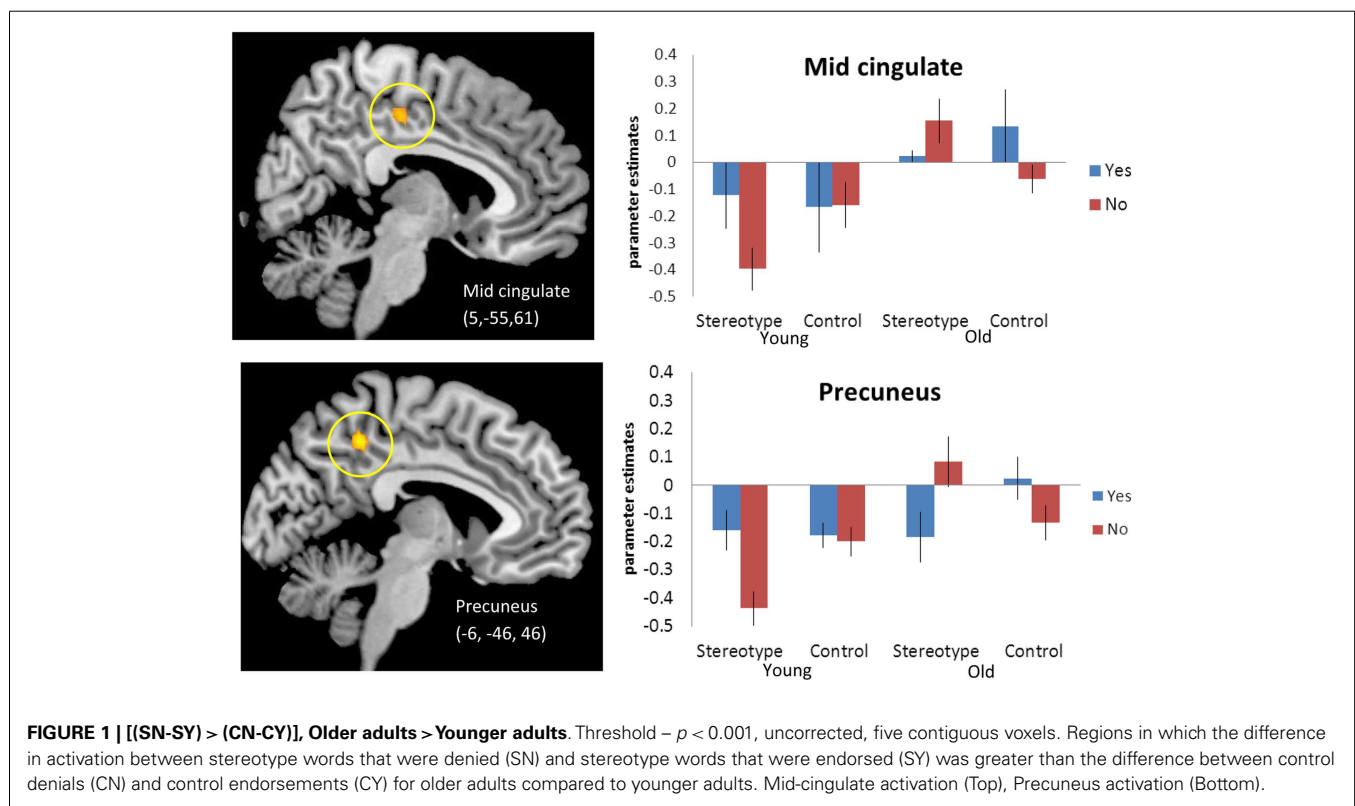 Mid cingulate
(5,-55,61)
Mid cingulate
parameter estimates
0.4
0.3
0.2
0.1
0
-0.1
-0.2
-0.3
-0.4
-0.5
Stereotype Control Stereotype Control
Young Old
Yes
No
Precuneus
(-6, -46, 46)
Precuneus
parameter estimates
0.4
0.3
0.2
0.1
0
-0.1
-0.2
-0.3
-0.4
-0.5
Stereotype Control Stereotype Control
Young Old
Yes
No
FIGURE 1 | [(SN-SY) > (CN-CY)], Older adults > Younger adults. Threshold – p < 0.001, uncorrected, five contiguous voxels. Regions in which the difference
in activation between stereotype words that were denied (SN) and stereotype words that were endorsed (SY) was greater than the difference between control
denials (CN) and control endorsements (CY) for older adults compared to younger adults. Mid-cingulate activation (Top), Precuneus activation (Bottom).